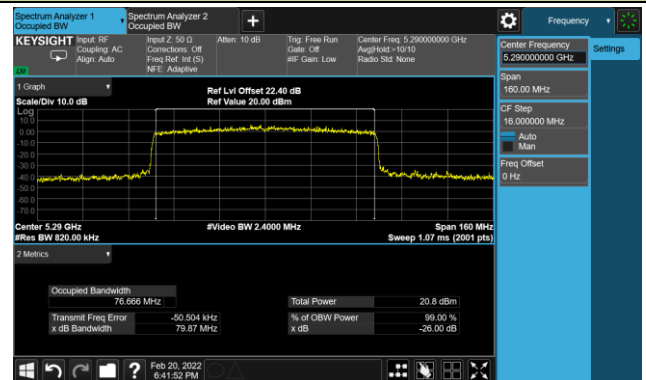 Spectrum Analyzer 1
Occupied BW
Spectrum Analyzer 2
Occupied BW
Frequency
KEYSIGHT
Input: RF
Coupling: AC
Align: Auto
Input Z: 50 Ω
Corrections: Off
Freq Ref: Int (S)
NFE: Adaptive
Atten: 10 dB
Trig: Free Run
Gate: Off
#IF Gain: Low
Center Freq: 5.290000000 GHz
Avg|Hold:>10/10
Radio Std: None
Center Frequency
5.290000000 GHz
Settings
Span
160.00 MHz
CF Step
16.000000 MHz
Auto
Man
Freq Offset
0 Hz
1 Graph
Scale/Div 10.0 dB
Ref Lvl Offset 22.40 dB
Ref Value 20.00 dBm
Log
10.0
0.00
-10.0
-20.0
-30.0
-40.0
-50.0
-60.0
-70.0
Center 5.29 GHz
#Res BW 820.00 kHz
#Video BW 2.4000 MHz
Span 160 MHz
Sweep 1.07 ms (2001 pts)
2 Metrics
Occupied Bandwidth
76.666 MHz
Total Power 20.8 dBm
Transmit Freq Error -50.504 kHz
% of OBW Power 99.00 %
x dB Bandwidth 79.87 MHz
x dB -26.00 dB
?
Feb 20, 2022
6:41:52 PM